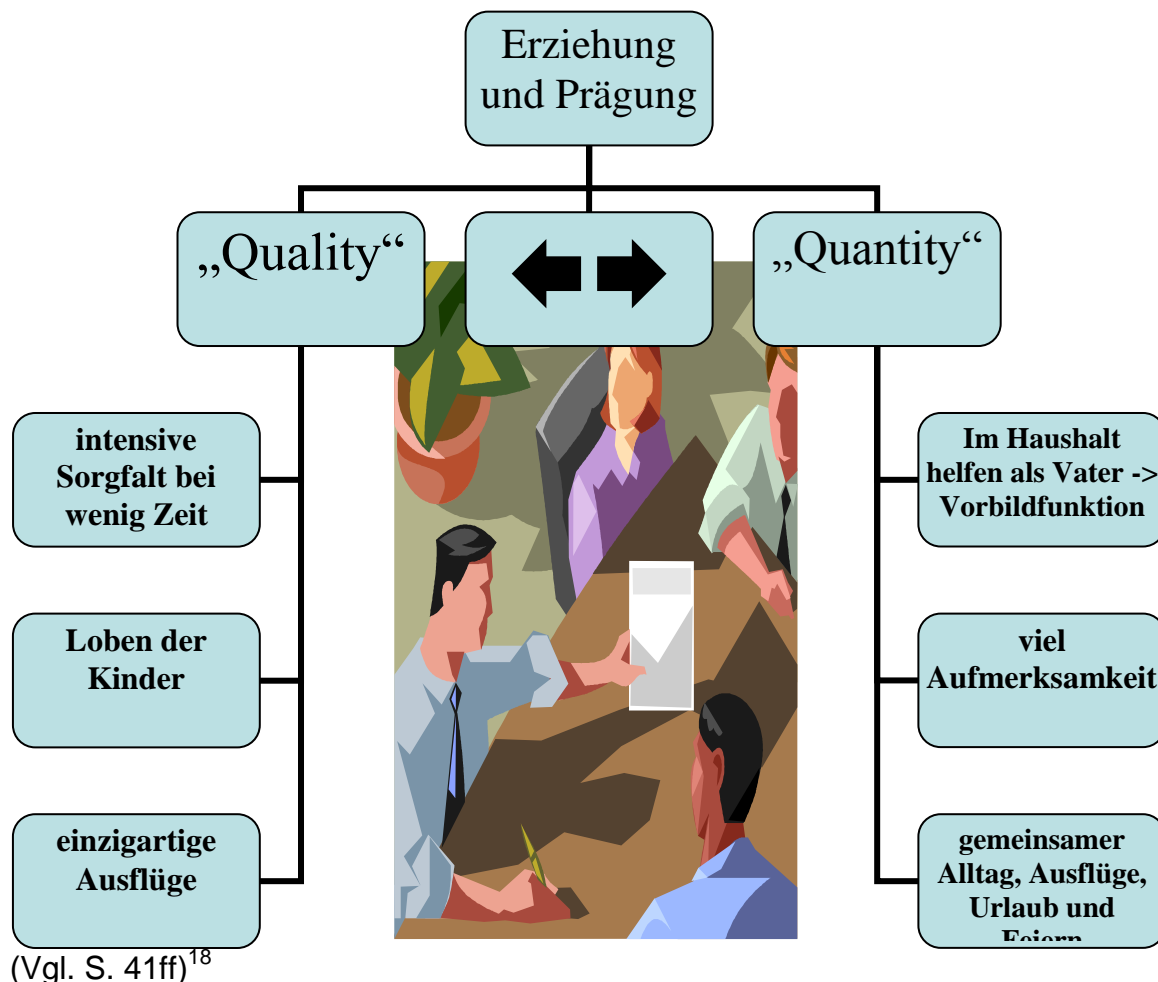 Erziehung
und Prägung
„Quality“
„Quantity“
intensive
Sorgfalt bei
wenig Zeit
Loben der
Kinder
einzigartige
Ausflüge
Im Haushalt
helfen als Vater ->
Vorbildfunktion
viel
Aufmerksamkeit
gemeinsamer
Alltag, Ausflüge,
Urlaub und
Feiern
(Vgl. S. 41ff)18